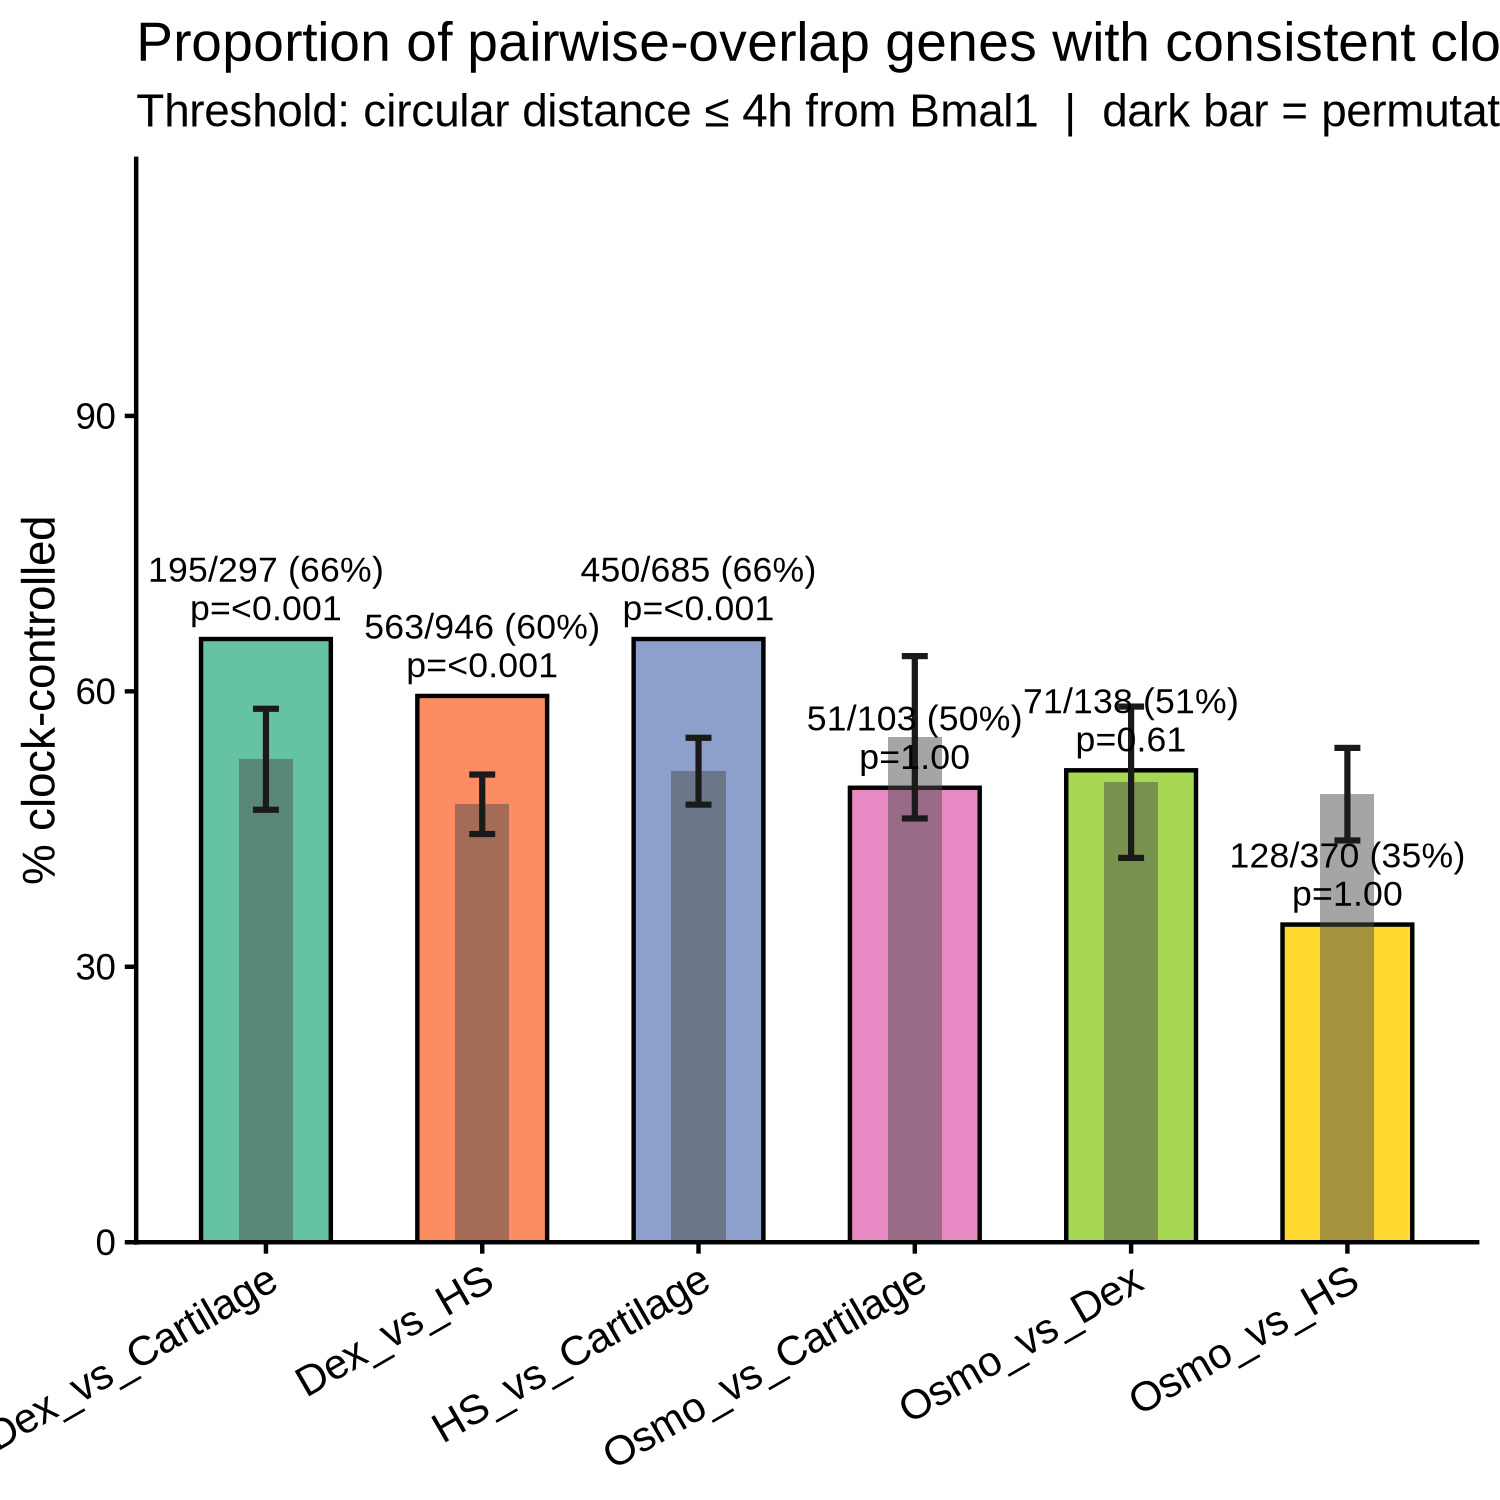 Proportion of pairwise-overlap genes with consistent clo
Threshold: circular distance ≤ 4h from Bmal1 | dark bar = permutat
% clock-controlled
90
60
30
0
195/297 (66%)
p=<0.001
563/946 (60%)
p=<0.001
450/685 (66%)
p=<0.001
51/103 (50%)
p=1.00
71/138 (51%)
p=0.61
128/370 (35%)
p=1.00
Dex_vs_Cartilage
Dex_vs_HS
HS_vs_Cartilage
Osmo_vs_Cartilage
Osmo_vs_Dex
Osmo_vs_HS